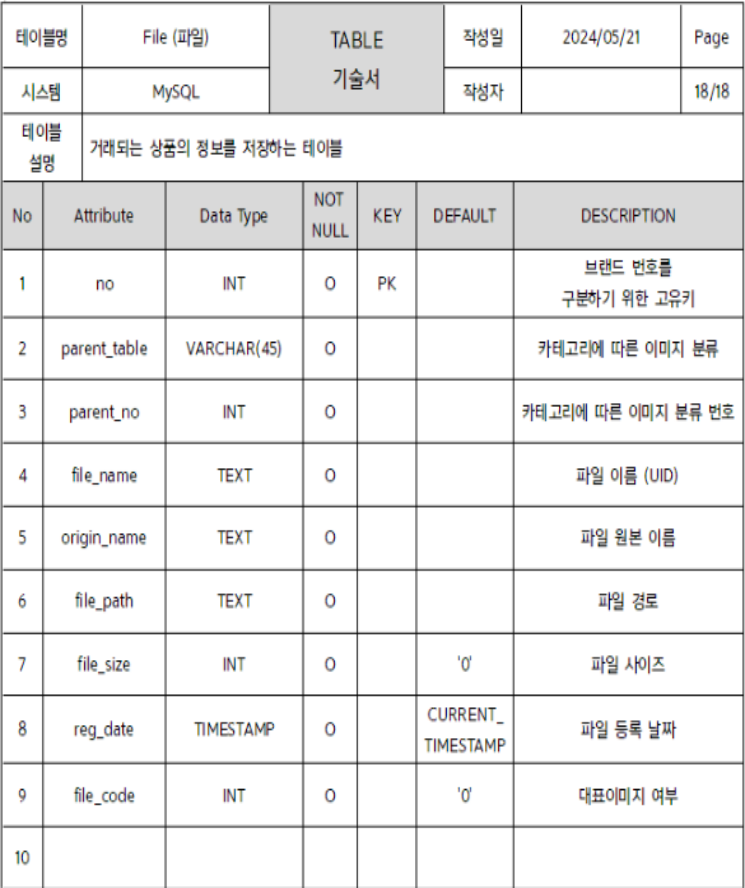 테이블명 File (파일) TABLE 기술서 작성일 2024/05/21 Page
시스템 MySQL 작성자 18/18
테이블 설명 거래되는 상품의 정보를 저장하는 테이블
No Attribute Data Type NOT NULL KEY DEFAULT DESCRIPTION
1 no INT O PK 브랜드 번호를 구분하기 위한 고유키
2 parent_table VARCHAR(45) O 카테고리에 따른 이미지 분류
3 parent_no INT O 카테고리에 따른 이미지 분류 번호
4 file_name TEXT O 파일 이름 (UID)
5 origin_name TEXT O 파일 원본 이름
6 file_path TEXT O 파일 경로
7 file_size INT O '0' 파일 사이즈
8 reg_date TIMESTAMP O CURRENT_TIMESTAMP 파일 등록 날짜
9 file_code INT O '0' 대표이미지 여부
10